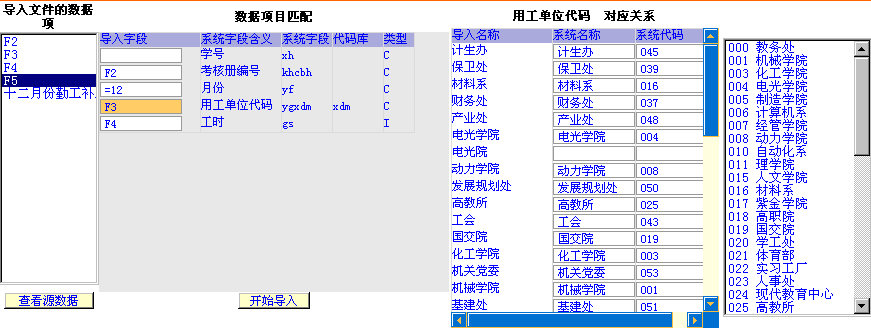 导入文件的数据
项
F2
F3
F4
F5
十二月份勤工补
查看源数据
数据项目匹配
导入字段 系统字段含义 系统字段 代码库 类型
学号 xh C
F2 考核册编号 khcbh C
=12 月份 yf C
F3 用工单位代码 ygxdm xdm C
F4 工时 gs I
开始导入
用工单位代码 对应关系
导入名称 系统名称 系统代码
计生办 计生办 045
保卫处 保卫处 039
材料系 材料系 016
财务处 财务处 037
产业处 产业处 048
电光学院 电光学院 004
电光院
动力学院 动力学院 008
发展规划处 发展规划处 050
高教所 高教所 025
工会 工会 043
国交院 国交院 019
化工学院 化工学院 003
机关党委 机关党委 053
机械学院 机械学院 001
基建处 基建处 051
000 教务处
001 机械学院
003 化工学院
004 电光学院
005 制造学院
006 计算机系
007 经管学院
008 动力学院
010 自动化系
011 理学院
015 人文学院
016 材料系
017 紫金学院
018 高职院
019 国交院
020 学工处
021 体育部
022 实习工厂
023 人事处
024 现代教育中心
025 高教所